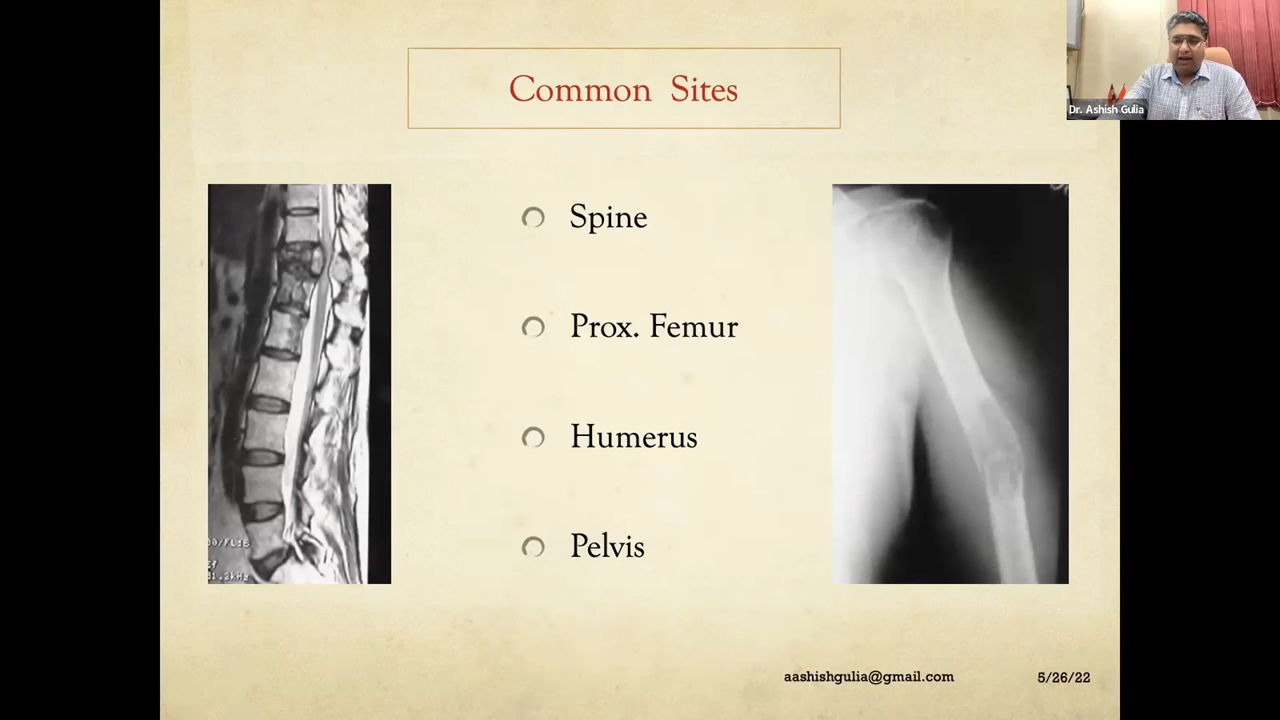 Common Sites
Dr. Ashish Gulia
Spine
Prox. Femur
Humerus
Pelvis
aashishgulia@gmail.com
5/26/22